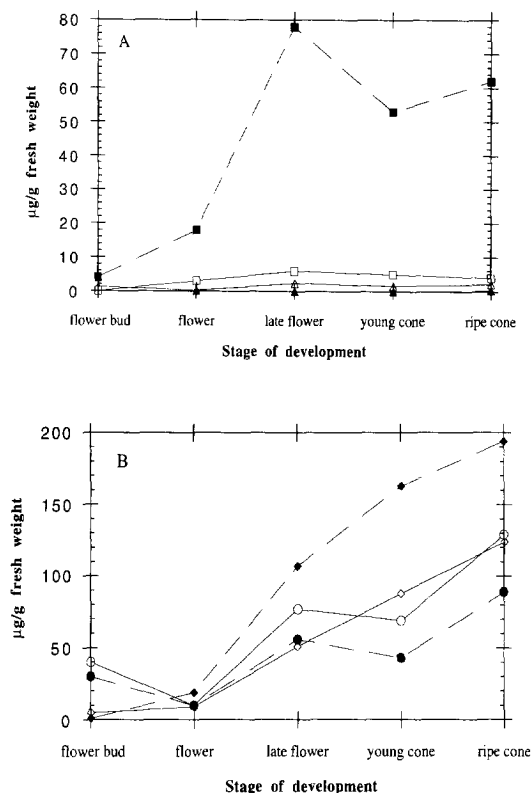 A
µg/g fresh weight
80
70
60
50
40
30
20
10
0
flower bud flower late flower young cone ripe cone
Stage of development
B
µg/g fresh weight
200
150
100
50
0
flower bud flower late flower young cone ripe cone
Stage of development